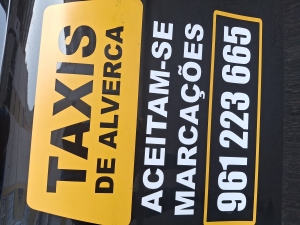 TAXIS
DE ALVERCA
ACEITAM-SE
MARCAÇÕES
961 223 665